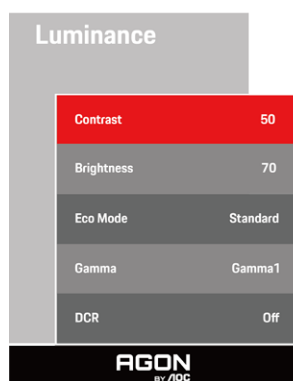 Luminance
Contrast 50
Brightness 70
Eco Mode Standard
Gamma Gamma1
DCR Off
AGON
BY AOC